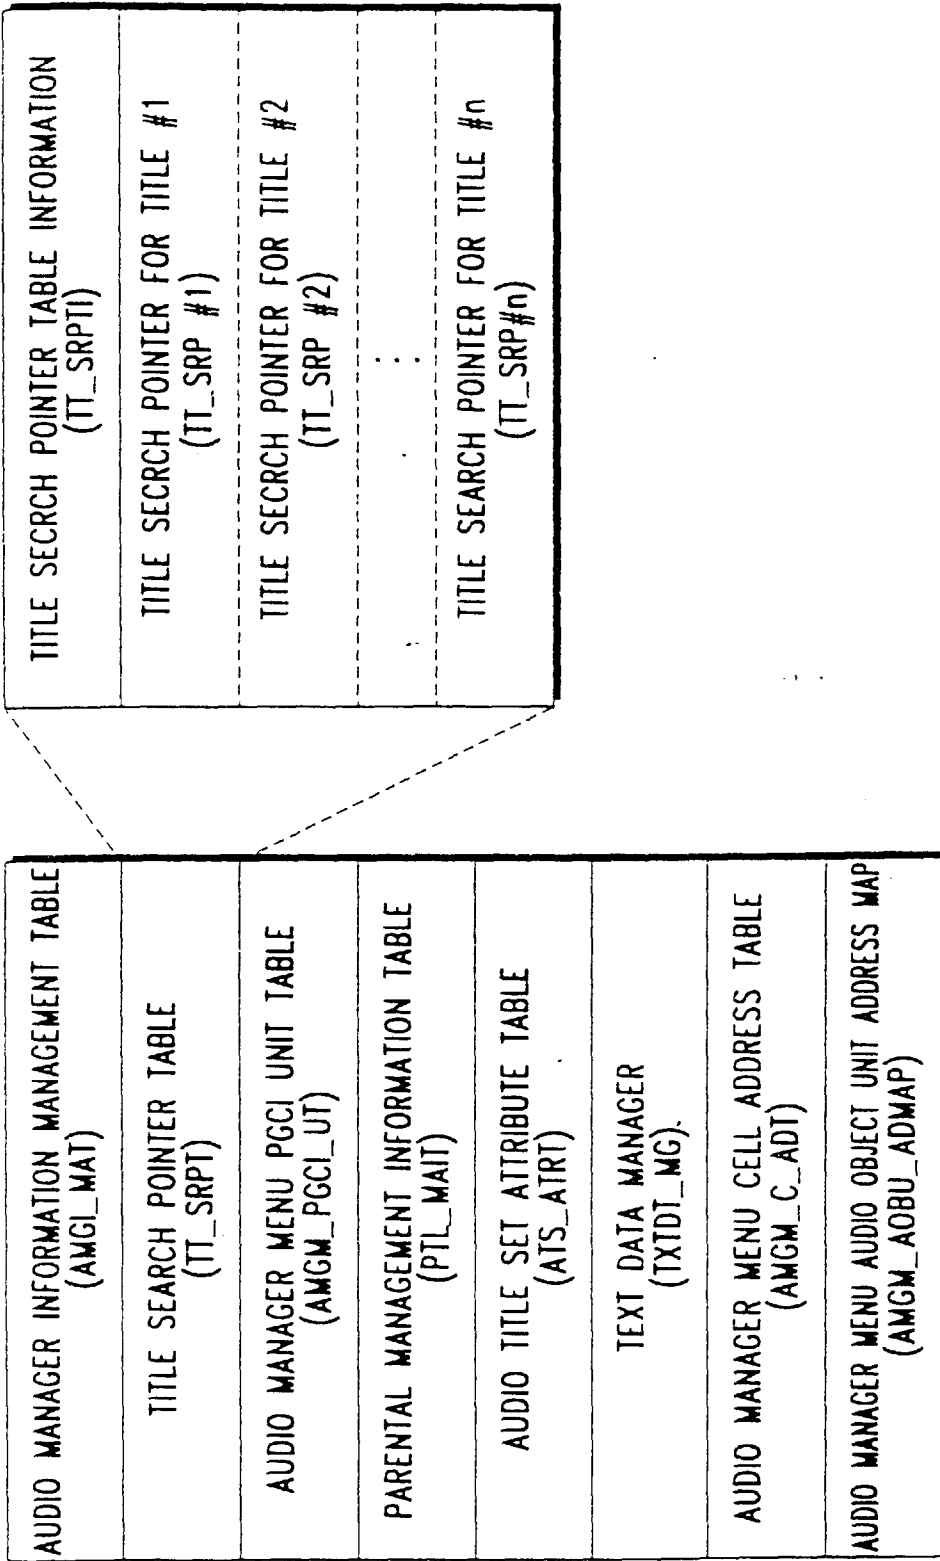 AUDIO MANAGER INFORMATION MANAGEMENT TABLE
(AMGI_MAT)
TITLE SEARCH POINTER TABLE
(TT_SRPT)
AUDIO MANAGER MENU PGCI UNIT TABLE
(AMGM_PGCI_UT)
PARENTAL MANAGEMENT INFORMATION TABLE
(PTL_MAIT)
AUDIO TITLE SET ATTRIBUTE TABLE
(ATS_ATRT)
TEXT DATA MANAGER
(TXTDT_MG)
AUDIO MANAGER MENU CELL ADDRESS TABLE
(AMGM_C_ADT)
AUDIO MANAGER MENU AUDIO OBJECT UNIT ADDRESS MAP
(AMGM_AOBU_ADMAP)
TITLE SECRCH POINTER TABLE INFORMATION
(TT_SRPTI)
TITLE SECRCH POINTER FOR TITLE #1
(TT_SRP #1)
TITLE SECRCH POINTER FOR TITLE #2
(TT_SRP #2)
...
TITLE SEARCH POINTER FOR TITLE #n
(TT_SRP#n)